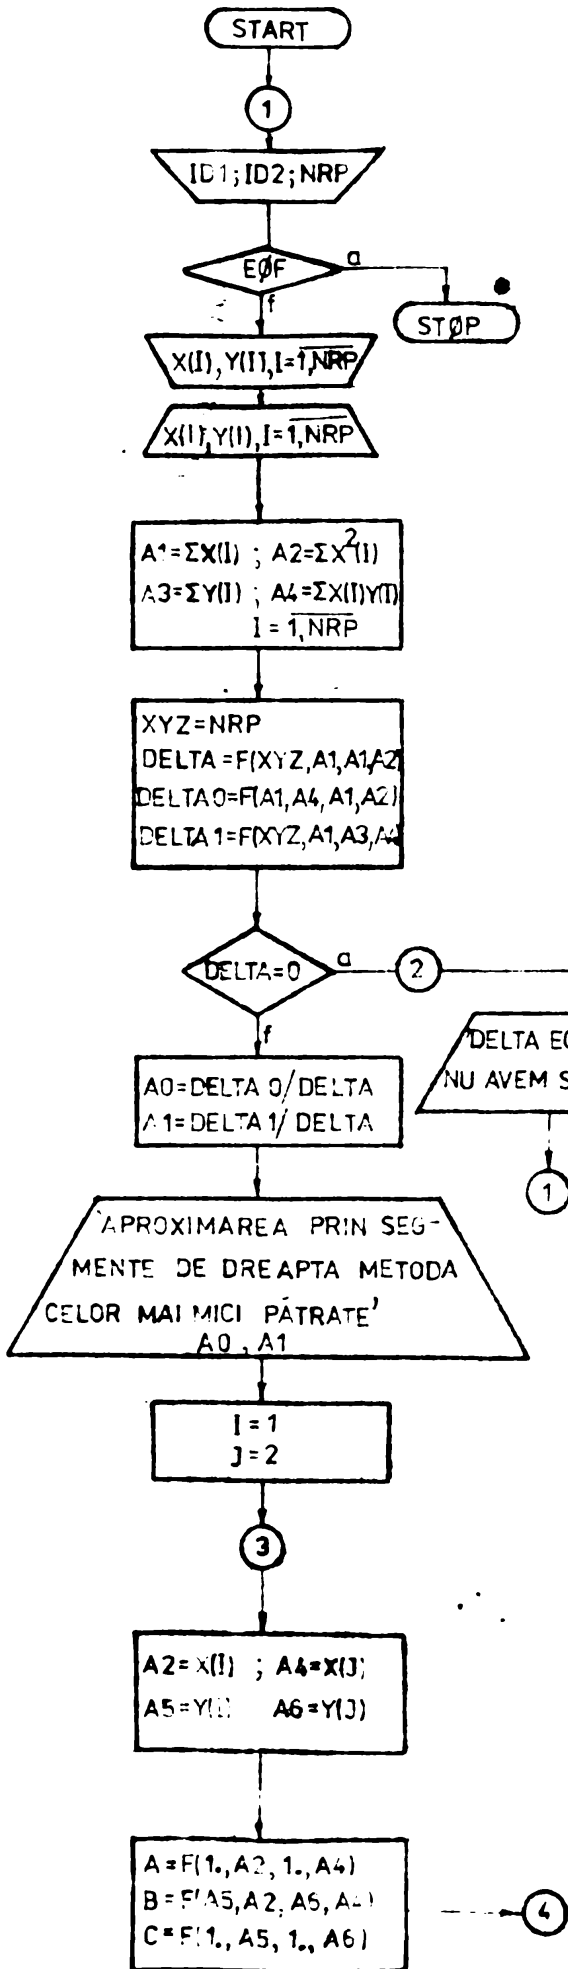 START
1
ID1;ID2;NRP
EØF
a
f
STØP
X(I),Y(I),I=1,NRP
X(I),Y(I),I=1,NRP
A1=ΣX(I) ; A2=ΣX²(I)
A3=ΣY(I) ; A4=ΣX(I)Y(I)
I=1,NRP
XYZ=NRP
DELTA=F(XYZ,A1,A1,A2)
DELTA0=F(A1,A4,A1,A2)
DELTA1=F(XYZ,A1,A3,A4)
DELTA=0
a
2
f
DELTA
NU AVEM
1
A0=DELTA 0/DELTA
A1=DELTA1/DELTA
'APROXIMAREA PRIN SEG-
MENTE DE DREAPTA METODA
CELOR MAI MICI PĂTRATE'
A0, A1
I=1
J=2
3
A2=X(I) ; A4=X(J)
A5=Y(I) A6=Y(J)
A=F(1.,A2,1.,A4)
B=F(A5,A2,A6,A4)
C=F(1.,A5,1.,A6)
4